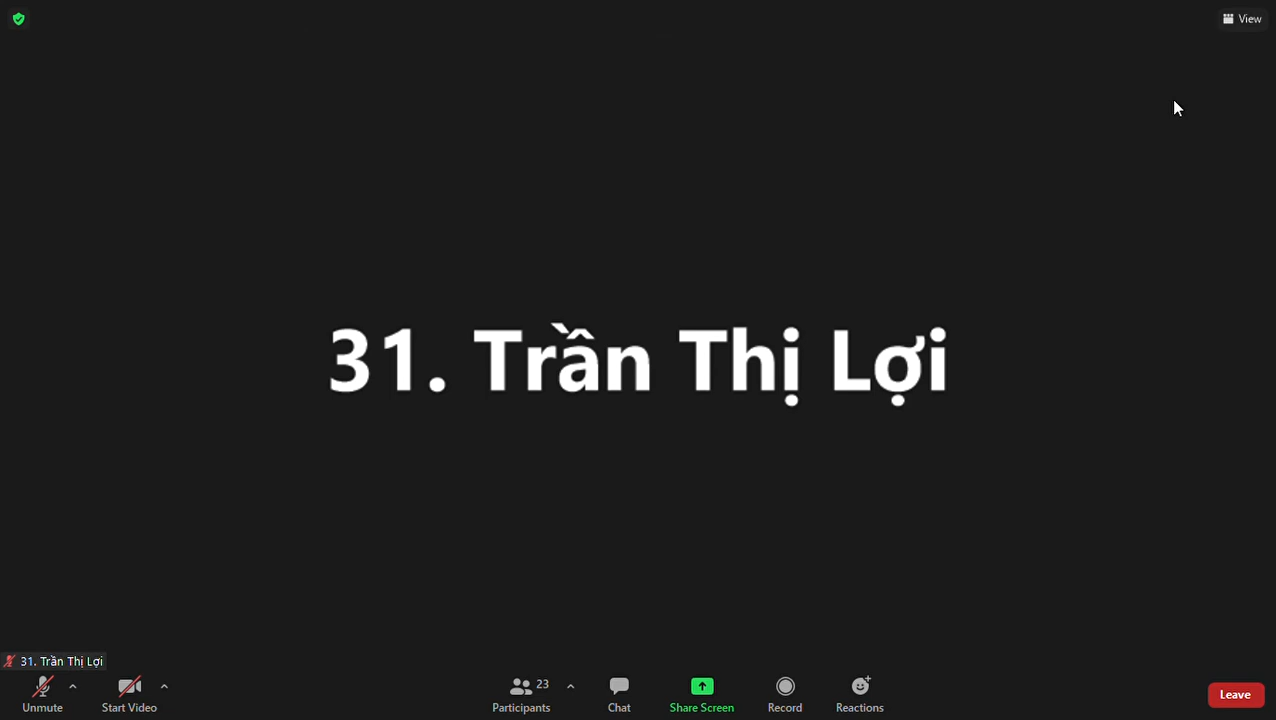 View
31. Trần Thị Lợi
31. Trần Thị Lợi
Unmute
Start Video
23
Participants
Chat
Share Screen
Record
Reactions
Leave